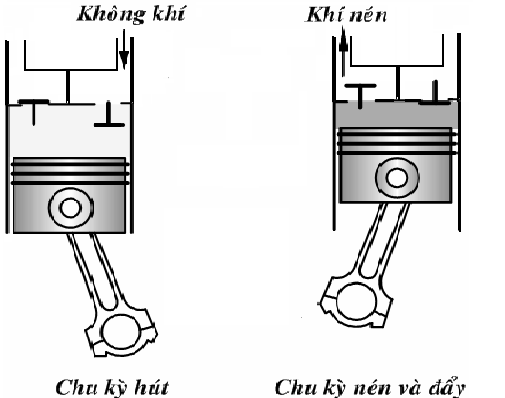 Không khí
Khí nén
Chu kỳ hút
Chu kỳ nén và đẩy